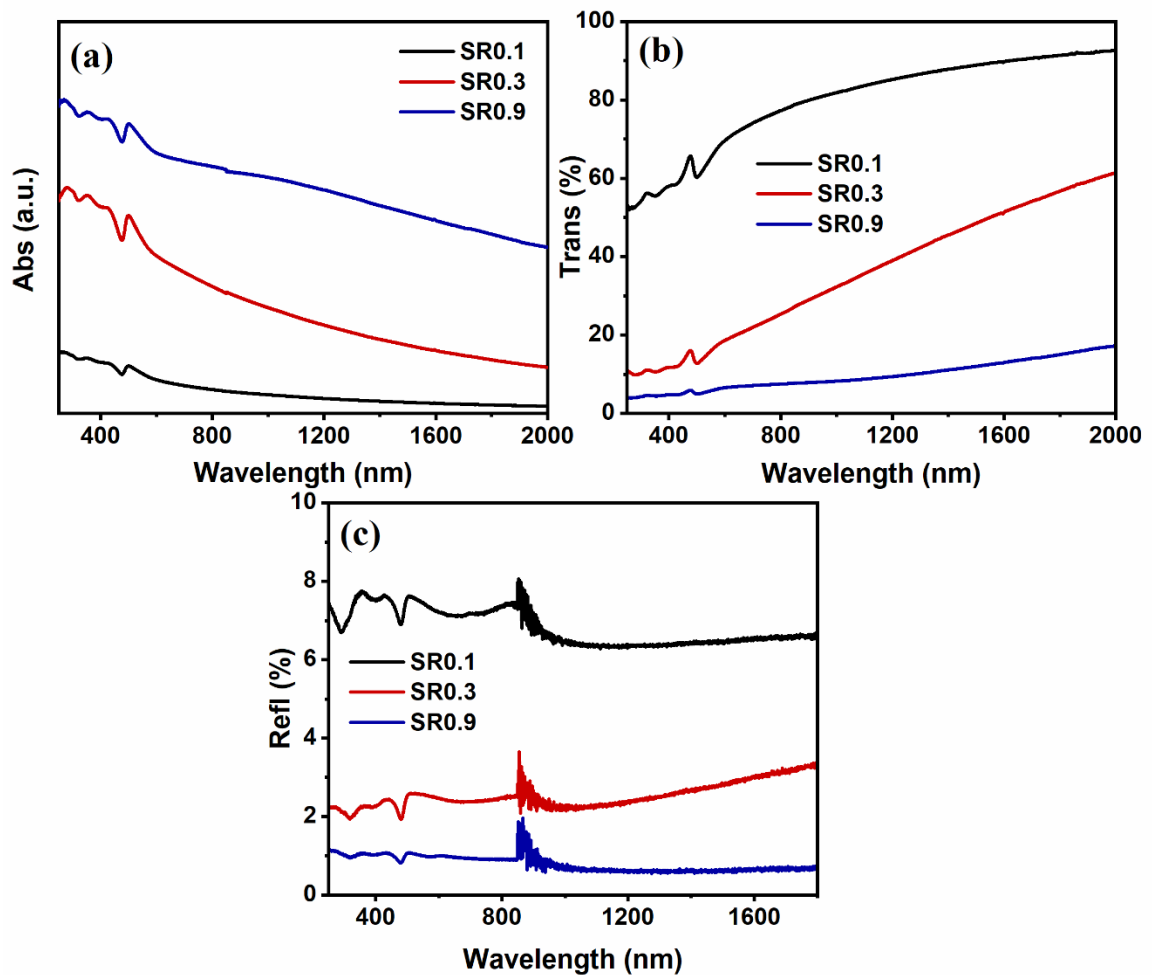 (a)
SR0.1
SR0.3
SR0.9
Abs (a.u.)
400 800 1200 1600 2000
Wavelength (nm)
(b)
100
80
60
40
20
0
SR0.1
SR0.3
SR0.9
Trans (%)
400 800 1200 1600 2000
Wavelength (nm)
(c)
10
8
6
4
2
0
SR0.1
SR0.3
SR0.9
Refl (%)
400 800 1200 1600
Wavelength (nm)